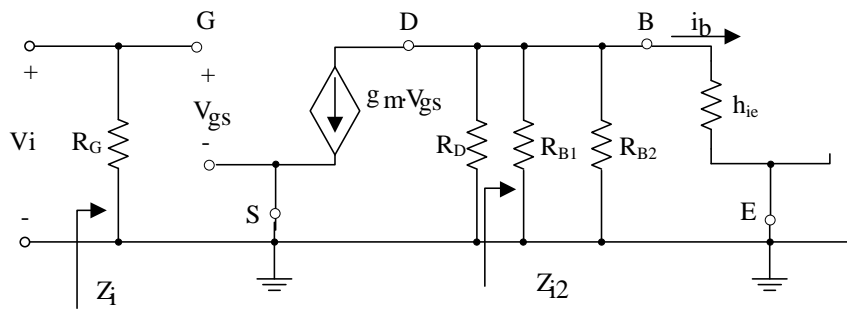 G
D
B
i_b
+
+
V_gs
-
g_m·V_gs
h_ie
Vi
R_G
R_D
R_B1
R_B2
-
S
E
Z_i
Z_i2